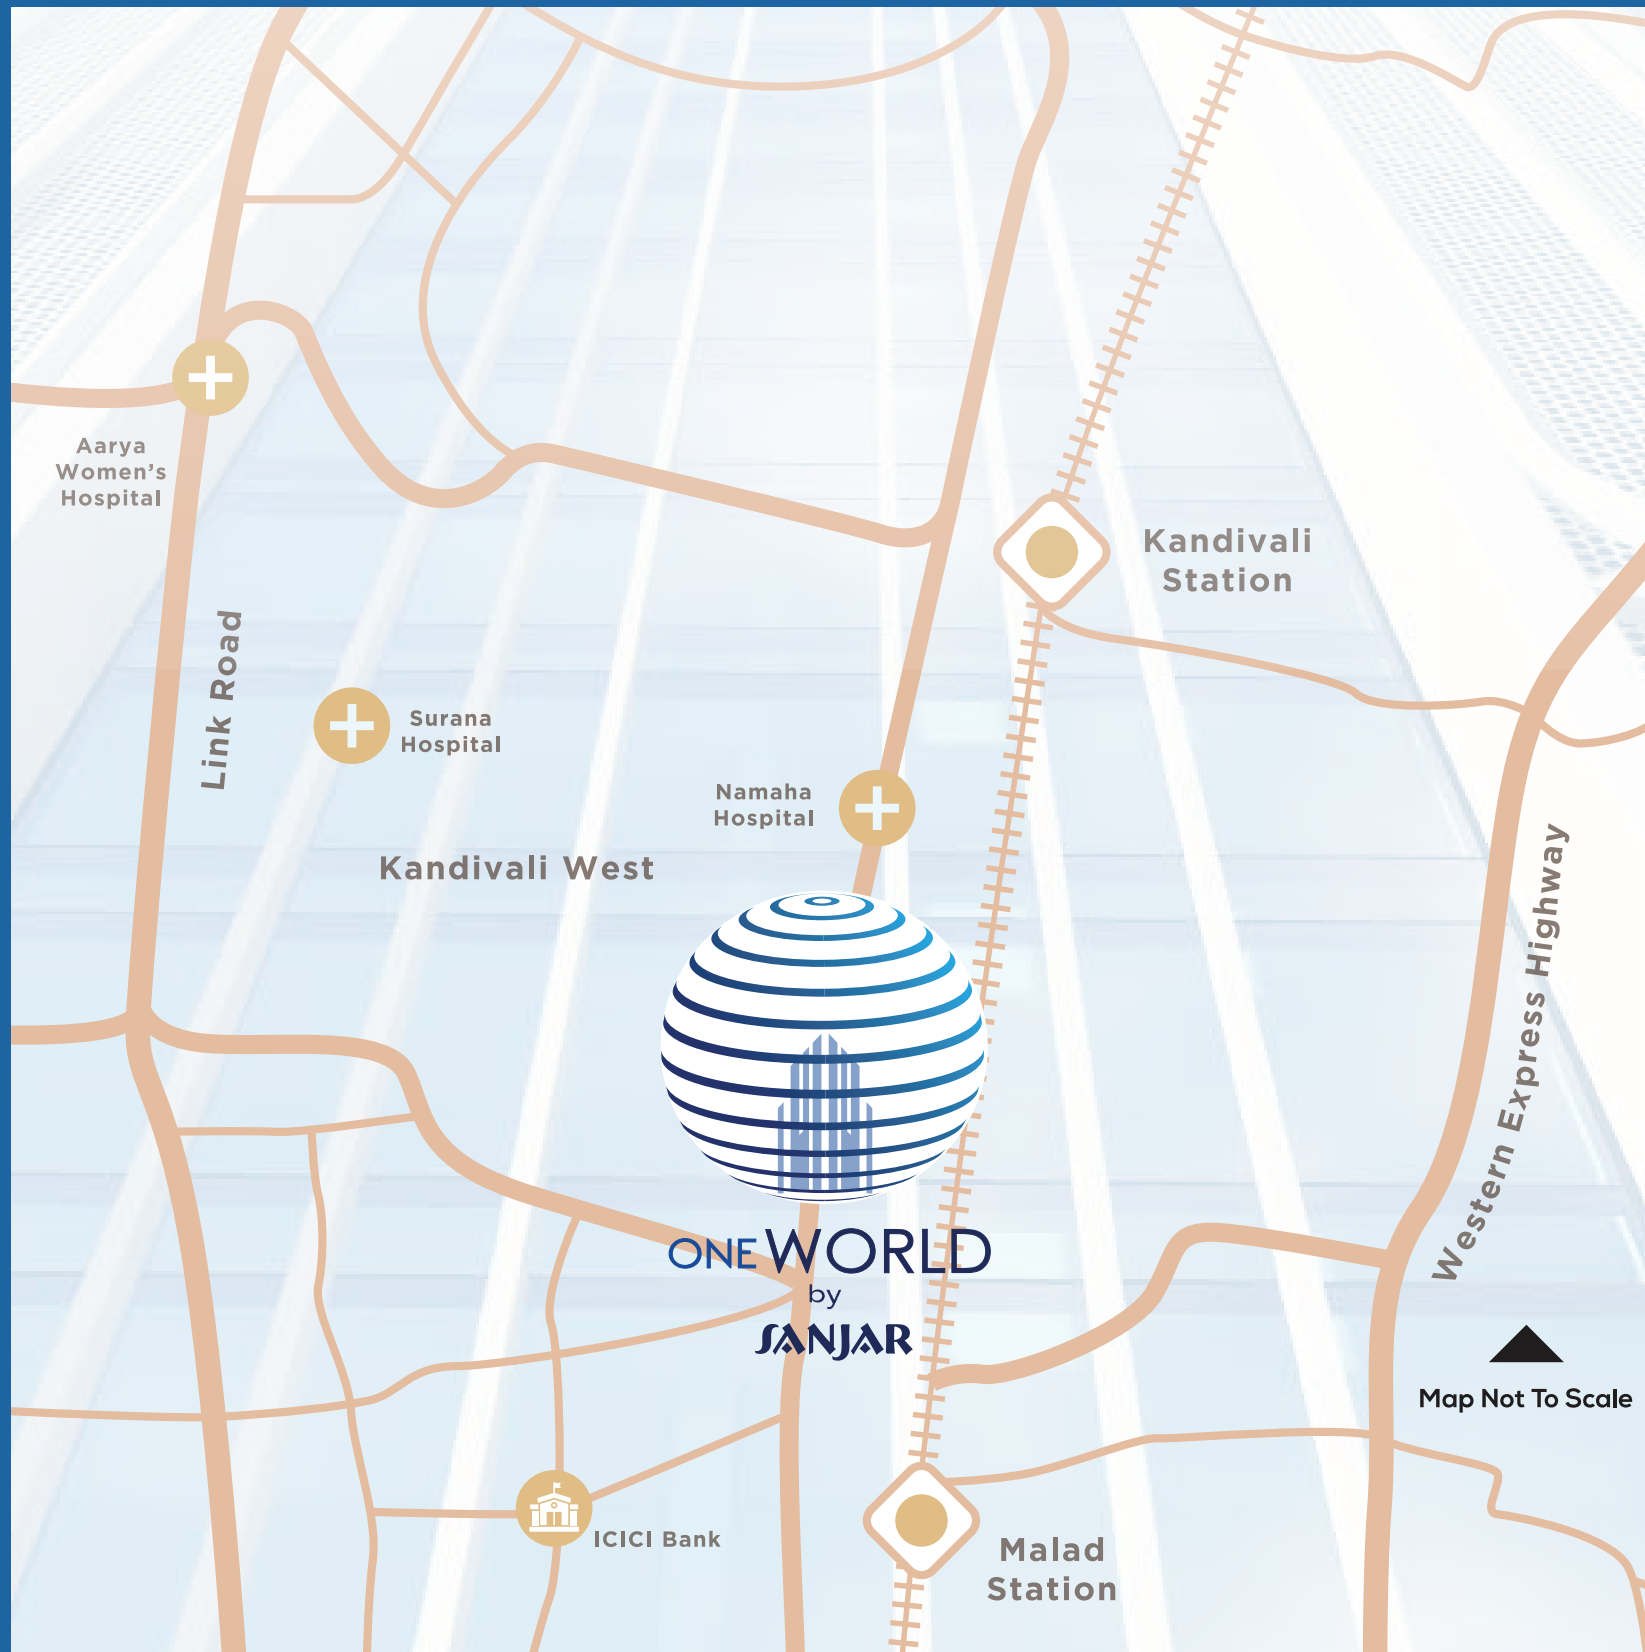 Aarya
Women's
Hospital
Kandivali
Station
Link Road
Surana
Hospital
Namaha
Hospital
Kandivali West
Western Express Highway
ONE WORLD
by
SANJAR
Map Not To Scale
ICICI Bank
Malad
Station